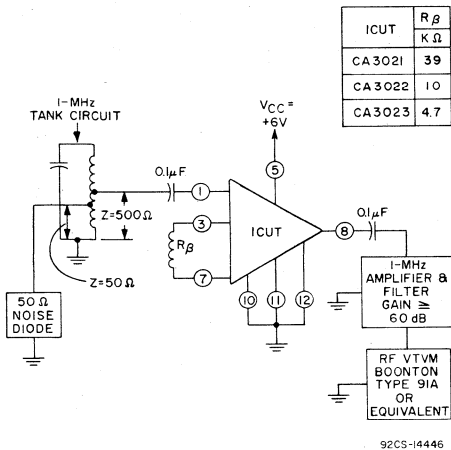 ICUT
Rβ
KΩ
CA3021
39
CA3022
10
CA3023
4.7
1-MHz
TANK CIRCUIT
VCC =
+6V
0.1µF
1
5
Z=500Ω
3
Rβ
7
ICUT
8
0.1µF
Z=50Ω
10
11
12
50Ω
NOISE
DIODE
1-MHz
AMPLIFIER &
FILTER
GAIN ≥
60 dB
RF VTVM
BOONTON
TYPE 91A
OR
EQUIVALENT
92CS-14446